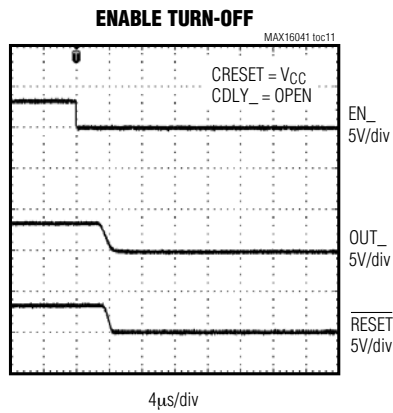 ENABLE TURN-OFF
MAX16041 toc11
CRESET = VCC
CDLY_ = OPEN
EN_
5V/div
OUT_
5V/div
RESET
5V/div
4μs/div